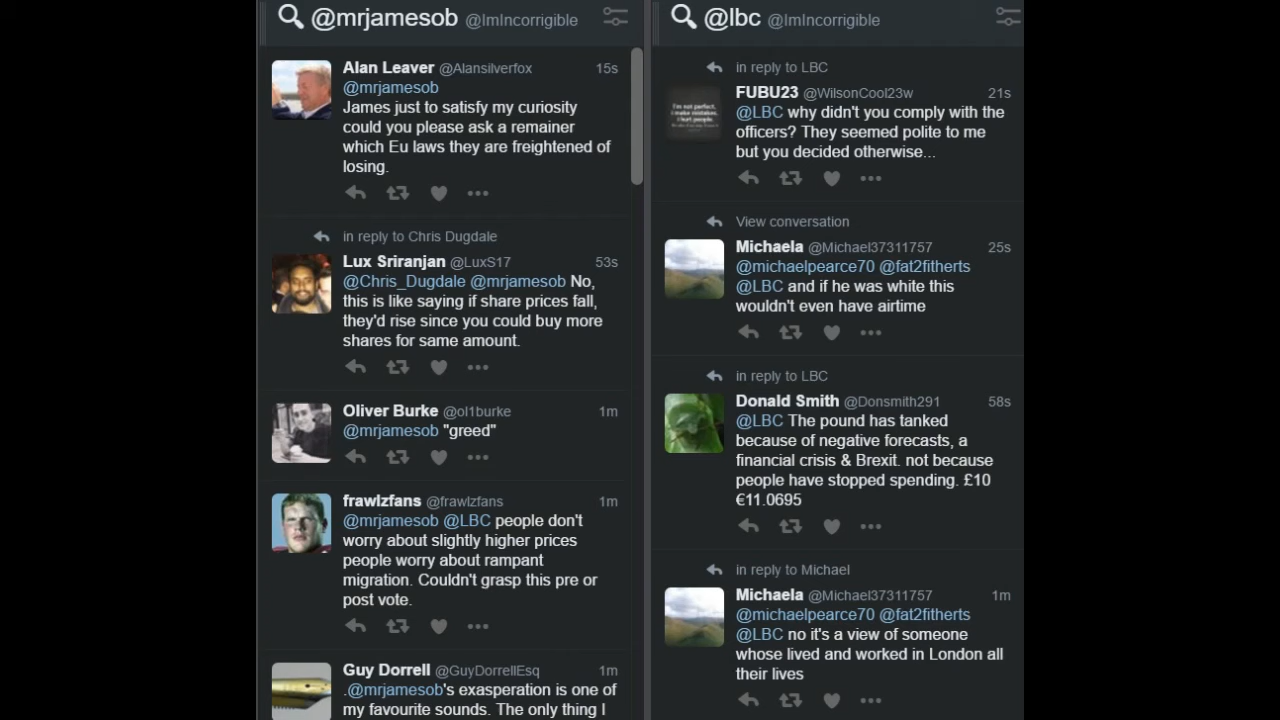 @mrjamesob @ImIncorrigible
Alan Leaver @Alansilverfox 15s
@mrjamesob
James just to satisfy my curiosity
could you please ask a remainer
which Eu laws they are freightened of
losing.
in reply to Chris Dugdale
Lux Sriranjan @LuxS17 53s
@Chris_Dugdale @mrjamesob No,
this is like saying if share prices fall,
they'd rise since you could buy more
shares for same amount.
Oliver Burke @ol1burke 1m
@mrjamesob "greed"
frawlzfans @frawlzfans 1m
@mrjamesob @LBC people don't
worry about slightly higher prices
people worry about rampant
migration. Couldn't grasp this pre or
post vote.
Guy Dorrell @GuyDorrellEsq 1m
.@mrjamesob's exasperation is one of
my favourite sounds. The only thing I
@lbc @ImIncorrigible
in reply to LBC
FUBU23 @WilsonCool23w 21s
I'm not perfect,
I make mistakes,
I hurt people.
@LBC why didn't you comply with the
officers? They seemed polite to me
but you decided otherwise...
View conversation
Michaela @Michael37311757 25s
@michaelpearce70 @fat2fitherts
@LBC and if he was white this
wouldn't even have airtime
in reply to LBC
Donald Smith @Donsmith291 58s
@LBC The pound has tanked
because of negative forecasts, a
financial crisis & Brexit. not because
people have stopped spending. £10
€11.0695
in reply to Michael
Michaela @Michael37311757 1m
@michaelpearce70 @fat2fitherts
@LBC no it's a view of someone
whose lived and worked in London all
their lives